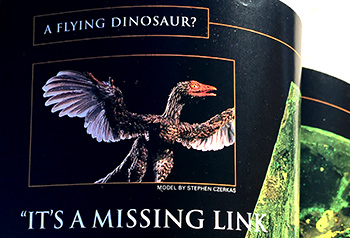 A FLYING DINOSAUR?
MODEL BY STEPHEN CZERKAS
"IT'S A MISSING LINK